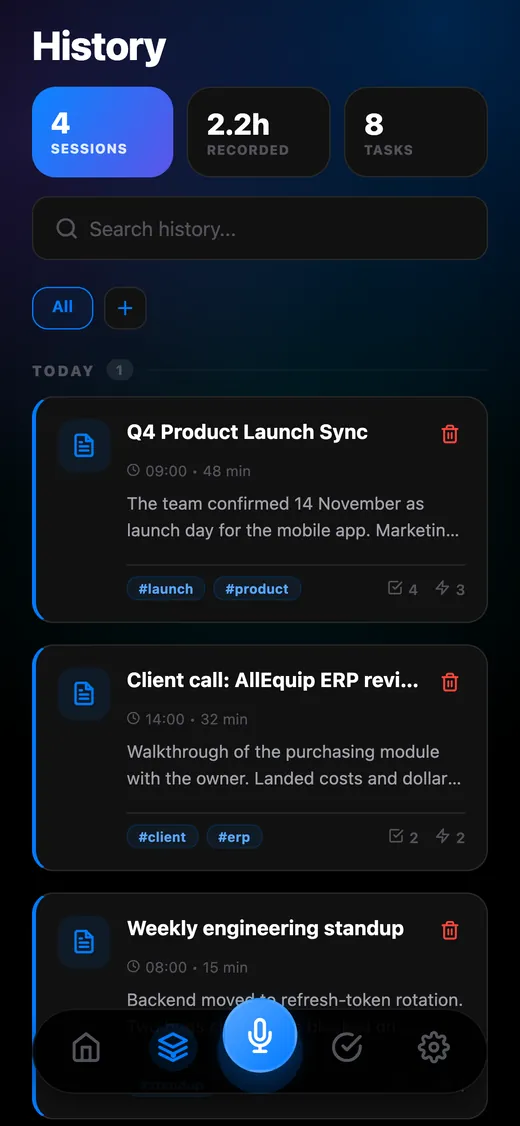 History
4
SESSIONS
2.2h
RECORDED
8
TASKS
Search history...
All
+
TODAY 1
Q4 Product Launch Sync
09:00 • 48 min
The team confirmed 14 November as
launch day for the mobile app. Marketin...
#launch #product 4 3
Client call: AllEquip ERP revi...
14:00 • 32 min
Walkthrough of the purchasing module
with the owner. Landed costs and dollar...
#client #erp 2 2
Weekly engineering standup
08:00 • 15 min
Backend moved to refresh-token rotation.